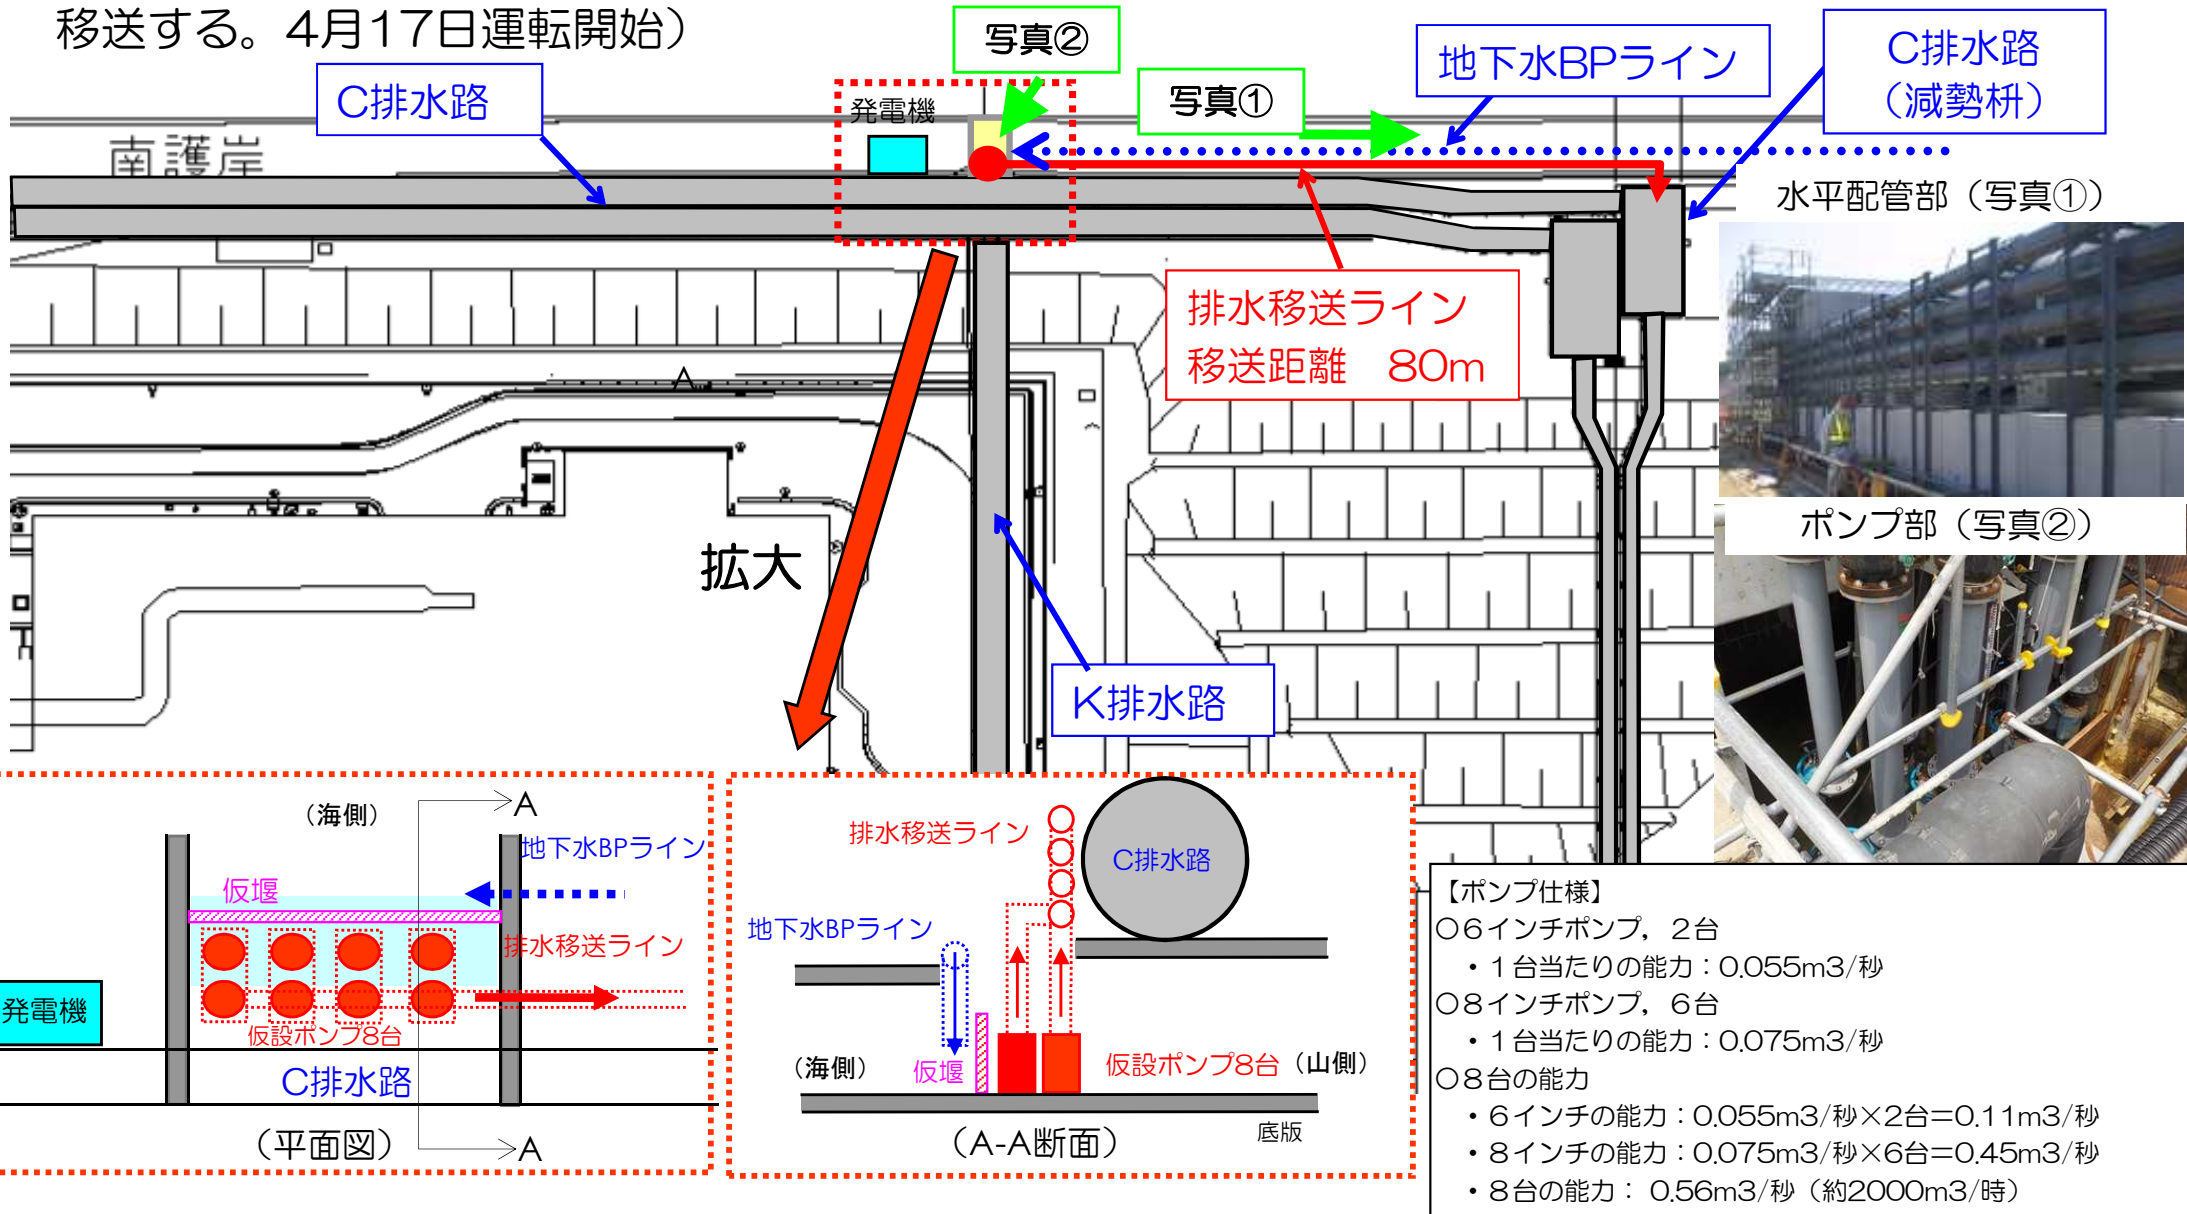 移送する。4月17日運転開始）
写真②
C排水路
発電機
写真①
地下水BPライン
C排水路
（減勢枡）
南護岸
水平配管部（写真①）
排水移送ライン
移送距離　80m
A
拡大
ポンプ部（写真②）
K排水路
（海側）
A
地下水BPライン
仮堰
排水移送ライン
発電機
仮設ポンプ8台
C排水路
（平面図）
A
排水移送ライン
C排水路
地下水BPライン
（海側）
仮堰
仮設ポンプ8台
（山側）
底版
（A-A断面）
【ポンプ仕様】
○6インチポンプ，2台
・1台当たりの能力：0.055m3/秒
○8インチポンプ，6台
・1台当たりの能力：0.075m3/秒
○8台の能力
・6インチの能力：0.055m3/秒×2台＝0.11m3/秒
・8インチの能力：0.075m3/秒×6台＝0.45m3/秒
・8台の能力： 0.56m3/秒（約2000m3/時）